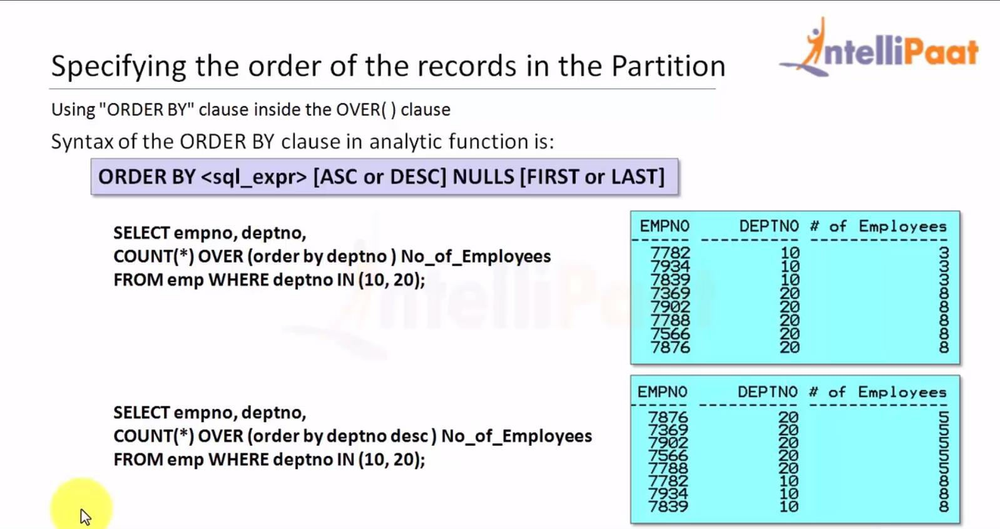 IntelliPaat
Specifying the order of the records in the Partition
Using "ORDER BY" clause inside the OVER( ) clause
Syntax of the ORDER BY clause in analytic function is:
ORDER BY <sql_expr> [ASC or DESC] NULLS [FIRST or LAST]
SELECT empno, deptno,
COUNT(*) OVER (order by deptno ) No_of_Employees
FROM emp WHERE deptno IN (10, 20);
EMPNO DEPTNO # of Employees
------ ---------- --------------
7782 10 3
7934 10 3
7839 10 3
7369 20 8
7902 20 8
7788 20 8
7566 20 8
7876 20 8
IntelliPaat
SELECT empno, deptno,
COUNT(*) OVER (order by deptno desc ) No_of_Employees
FROM emp WHERE deptno IN (10, 20);
EMPNO DEPTNO # of Employees
------ ---------- --------------
7876 20 5
7369 20 5
7902 20 5
7566 20 5
7788 20 5
7782 10 8
7934 10 8
7839 10 8